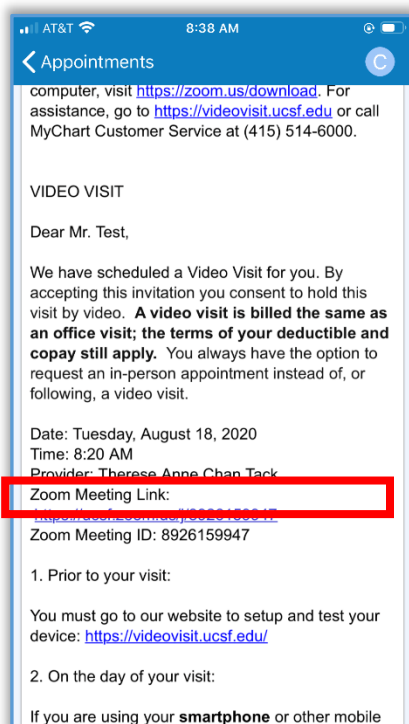 AT&T 8:38 AM
Appointments C
computer, visit https://zoom.us/download. For
assistance, go to https://videovisit.ucsf.edu or call
MyChart Customer Service at (415) 514-6000.
VIDEO VISIT
Dear Mr. Test,
We have scheduled a Video Visit for you. By
accepting this invitation you consent to hold this
visit by video. A video visit is billed the same as
an office visit; the terms of your deductible and
copay still apply. You always have the option to
request an in-person appointment instead of, or
following, a video visit.
Date: Tuesday, August 18, 2020
Time: 8:20 AM
Provider: Therese Anne Chan Tack
Zoom Meeting Link:
https://ucsf.zoom.us/j/8926159947
Zoom Meeting ID: 8926159947
1. Prior to your visit:
You must go to our website to setup and test your
device: https://videovisit.ucsf.edu/
2. On the day of your visit:
If you are using your smartphone or other mobile